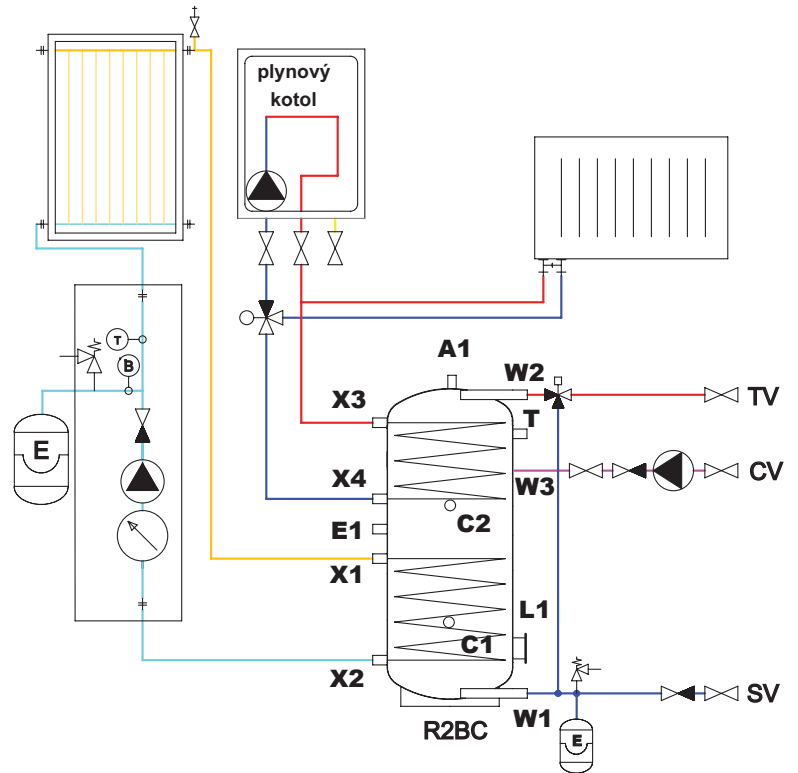 plynový
kotol
T
B
E
A1
W2
X3
T
TV
X4
W3
CV
C2
E1
X1
L1
C1
X2
W1
SV
E
R2BC